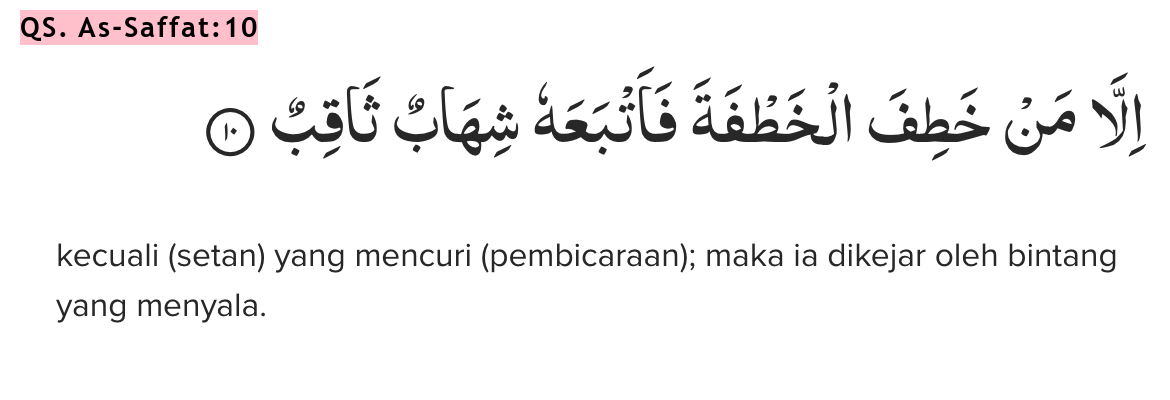 QS. As-Saffat:10
اِلَّا مَنْ خَطِفَ الْخَطْفَةَ فَاَتْبَعَهٗ شِهَابٌ ثَاقِبٌ ۝١٠
kecuali (setan) yang mencuri (pembicaraan); maka ia dikejar oleh bintang
yang menyala.